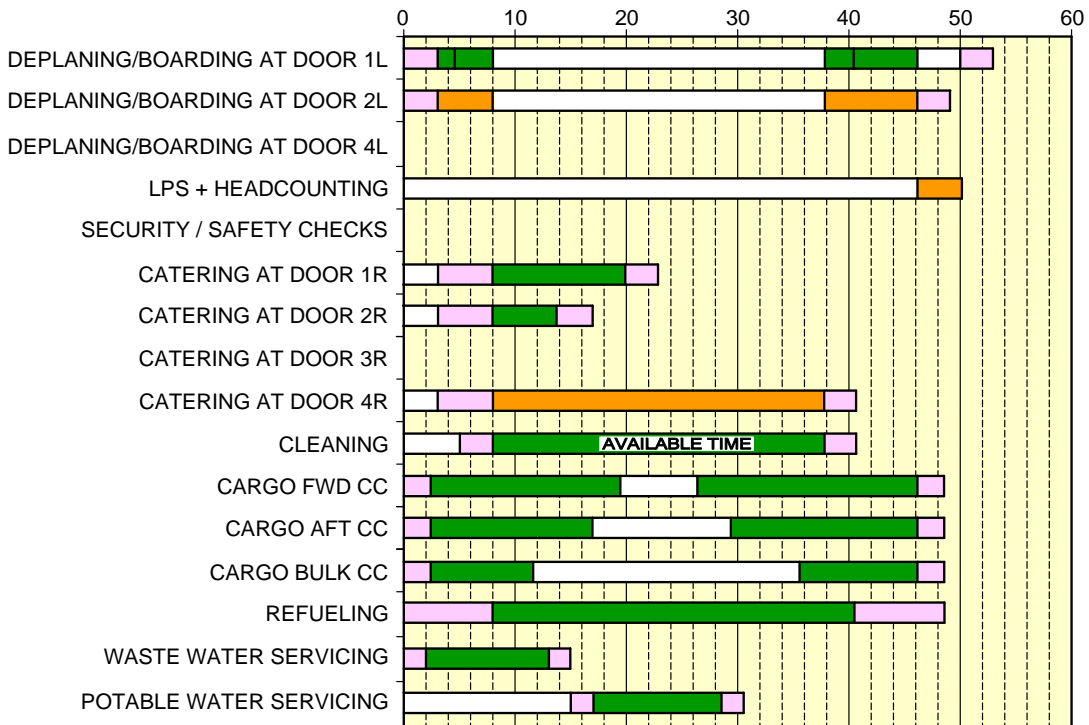 0 10 20 30 40 50 60
DEPLANING/BOARDING AT DOOR 1L
DEPLANING/BOARDING AT DOOR 2L
DEPLANING/BOARDING AT DOOR 4L
LPS + HEADCOUNTING
SECURITY / SAFETY CHECKS
CATERING AT DOOR 1R
CATERING AT DOOR 2R
CATERING AT DOOR 3R
CATERING AT DOOR 4R
CLEANING AVAILABLE TIME
CARGO FWD CC
CARGO AFT CC
CARGO BULK CC
REFUELING
WASTE WATER SERVICING
POTABLE WATER SERVICING